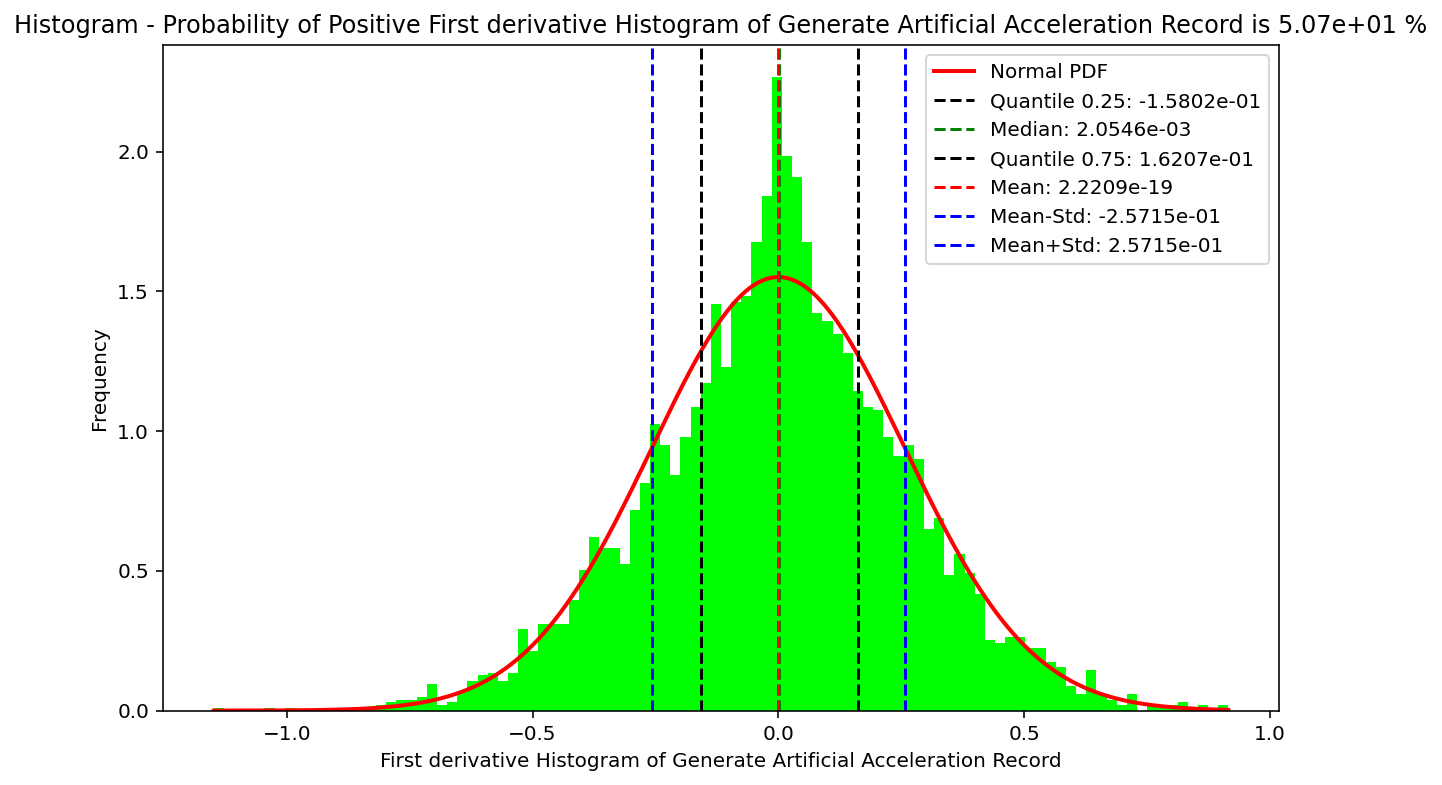 Histogram - Probability of Positive First derivative Histogram of Generate Artificial Acceleration Record is 5.07e+01 %
Normal PDF
Quantile 0.25: -1.5802e-01
Median: 2.0546e-03
Quantile 0.75: 1.6207e-01
Mean: 2.2209e-19
Mean-Std: -2.5715e-01
Mean+Std: 2.5715e-01
Frequency
2.0
1.5
1.0
0.5
0.0
−1.0
−0.5
0.0
0.5
1.0
First derivative Histogram of Generate Artificial Acceleration Record